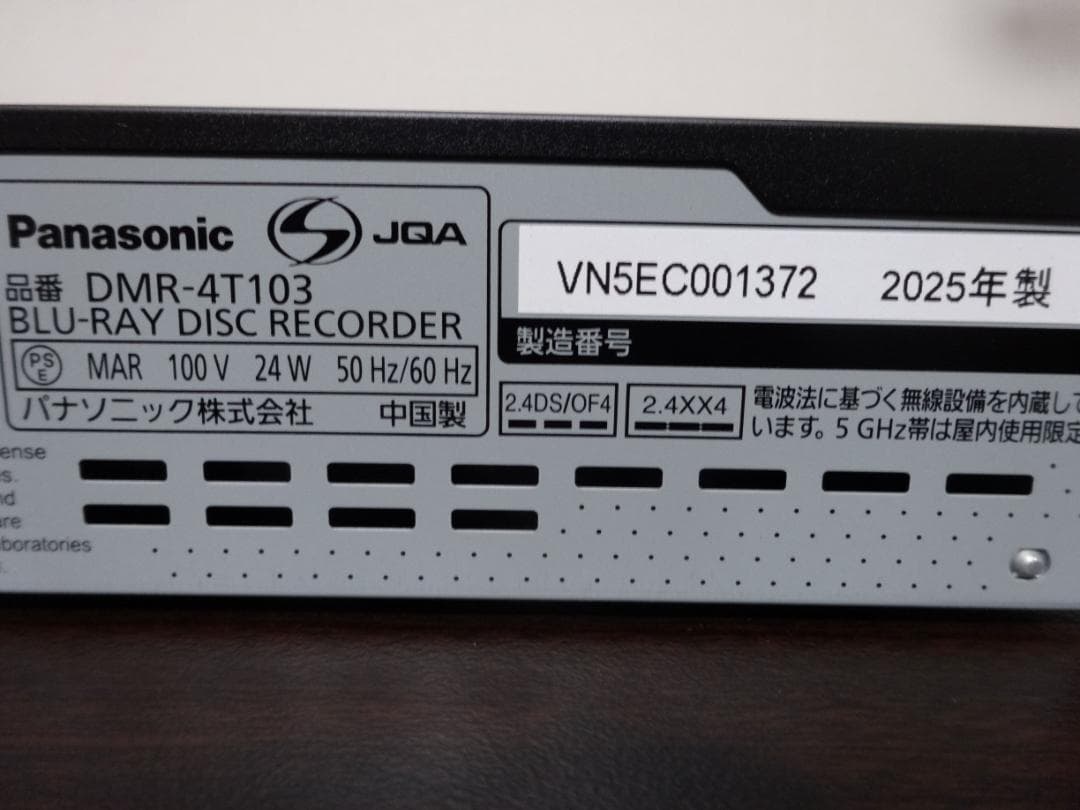 Panasonic JQA
品番 DMR-4T103
BLU-RAY DISC RECORDER
PS E MAR 100 V 24 W 50 Hz/60 Hz
パナソニック株式会社 中国製
VN5EC001372 2025年製
製造番号
2.4DS/OF4 2.4XX4
電波法に基づく無線設備を内蔵して
います。5 GHz帯は屋内使用限定
ense
es.
nd
are
boratories